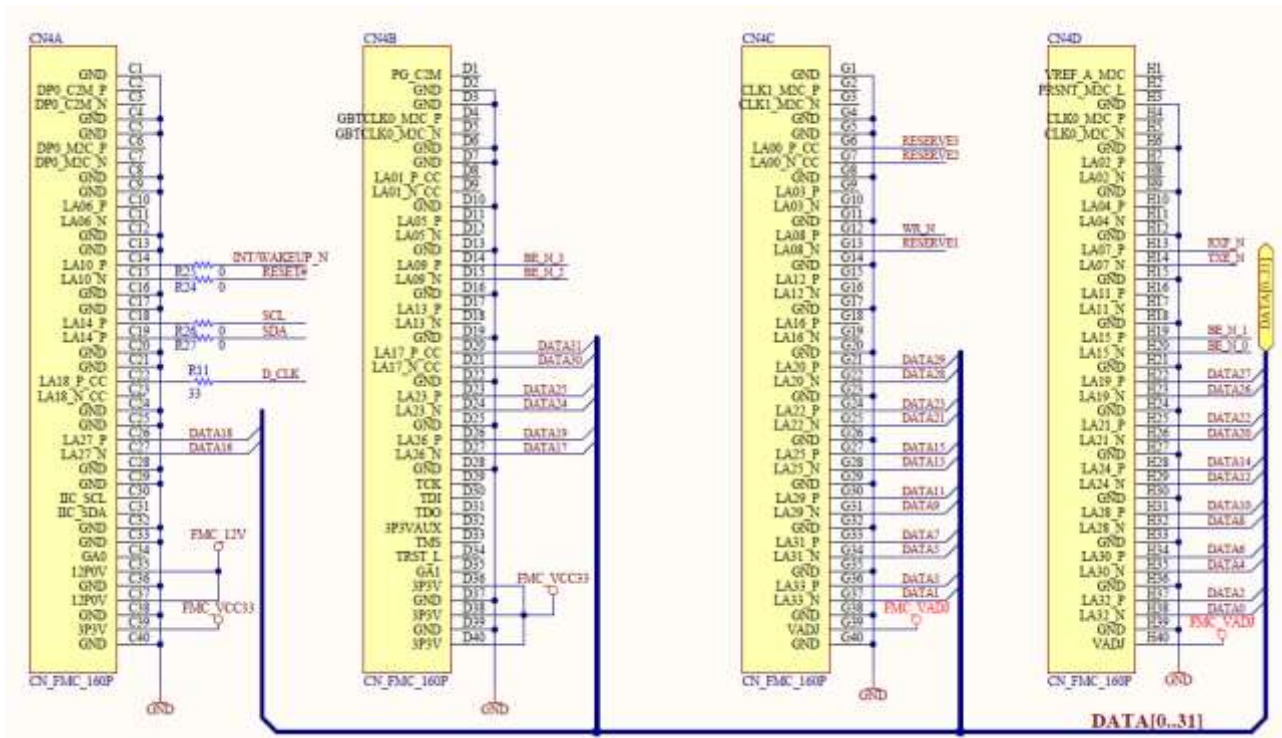 CN4A
GND C1
DP0_C2M_P C2
DP0_C2M_N C3
GND C4
GND C5
DP0_M2C_P C6
DP0_M2C_N C7
GND C8
GND C9
LA06_P C10
LA06_N C11
GND C12
GND C13
LA10_P C14 R25 0 INT/WAKEUP_N
LA10_N C15 R24 0 RESET#
GND C16
GND C17
LA14_P C18 R26 0 SCL
LA14_P C19 R27 0 SDA
GND C20
GND C21
LA18_P_CC C22 R11 33 D_CLK
LA18_N_CC C23
GND C24
GND C25
LA27_P C26 DATA18
LA27_N C27 DATA16
GND C28
GND C29
IIC_SCL C30
IIC_SDA C31
GND C32
GND C33
GA0 C34
12P0V C35 FMC_12V
GND C36
12P0V C37
GND C38
3P3V C39 FMC_VCC33
GND C40
CN_FMC_160P
GND
CN4B
PG_C2M D1
GND D2
GND D3
GBTCLK0_M2C_P D4
GBTCLK0_M2C_N D5
GND D6
GND D7
LA01_P_CC D8
LA01_N_CC D9
GND D10
LA05_P D11
LA05_N D12
GND D13
LA09_P D14
LA09_N D15 BE_N_2
GND D16
LA13_P D17
LA13_N D18
GND D19
LA17_P_CC D20 DATA31
LA17_N_CC D21 DATA30
GND D22
LA23_P D23 DATA25
LA23_N D24 DATA24
GND D25
LA26_P D26 DATA19
LA26_N D27 DATA17
GND D28
TCK D29
TDI D30
TDO D31
3P3VAUX D32
TMS D33
TRST_L D34
GA1 D35
3P3V D36 FMC_VCC33
GND D37
3P3V D38
GND D39
3P3V D40
CN_FMC_160P
GND
CN4C
GND G1
CLK1_M2C_P G2
CLK1_M2C_N G3
GND G4
GND G5
LA00_P_CC G6 RESERVE3
LA00_N_CC G7 RESERVE2
GND G8
LA03_P G9
LA03_N G10
GND G11
LA08_P G12 WR_N
LA08_N G13 RESERVE1
GND G14
LA12_P G15
LA12_N G16
GND G17
LA16_P G18
LA16_N G19
GND G20
LA20_P G21 DATA29
LA20_N G22 DATA28
GND G23
LA22_P G24 DATA23
LA22_N G25 DATA21
GND G26
LA25_P G27 DATA15
LA25_N G28 DATA13
GND G29
LA29_P G30 DATA11
LA29_N G31 DATA9
GND G32
LA31_P G33 DATA7
LA31_N G34 DATA5
GND G35
LA33_P G36 DATA3
LA33_N G37 DATA1
GND G38
VADJ G39 FMC_VADJ
GND G40
CN_FMC_160P
GND
CN4D
VREF_A_M2C H1
PRSNT_M2C_L H2
GND H3
CLK0_M2C_P H4
CLK0_M2C_N H5
GND H6
LA02_P H7
LA02_N H8
GND H9
LA04_P H10
LA04_N H11
GND H12
LA07_P H13 RXF_N
LA07_N H14 TXE_N
GND H15
LA11_P H16
LA11_N H17
GND H18
LA15_P H19 BE_N_1
LA15_N H20 BE_N_0
GND H21
LA19_P H22 DATA27
LA19_N H23 DATA26
GND H24
LA21_P H25 DATA22
LA21_N H26 DATA20
GND H27
LA24_P H28 DATA14
LA24_N H29 DATA12
GND H30
LA28_P H31 DATA10
LA28_N H32 DATA8
GND H33
LA30_P H34 DATA6
LA30_N H35 DATA4
GND H36
LA32_P H37 DATA2
LA32_N H38 DATA0
GND H39
VADJ H40 FMC_VADJ
CN_FMC_160P
GND
DATA[0..31]
DATA[0..31]